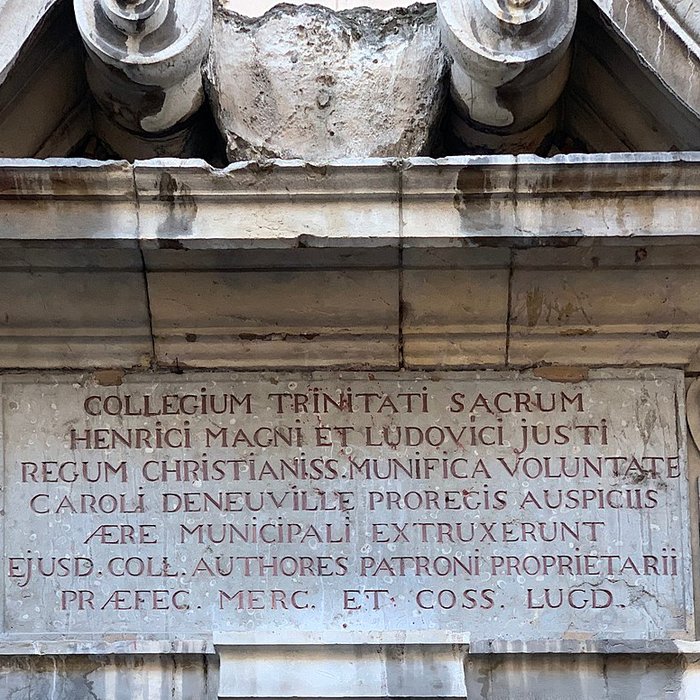 COLLEGIUM TRINITATI SACRUM
HENRICI MAGNI ET LUDOVICI JUSTI
REGUM CHRISTIANISS. MUNIFICA VOLUNTATE
CAROLI DENEUVILLE PROREGIS AUSPICIIS
ÆRE MUNICIPALI EXTRUXERUNT
EJUSD. COLL. AUTHORES PATRONI PROPRIETARII
PRÆFEC. MERC. ET COSS. LUGD.